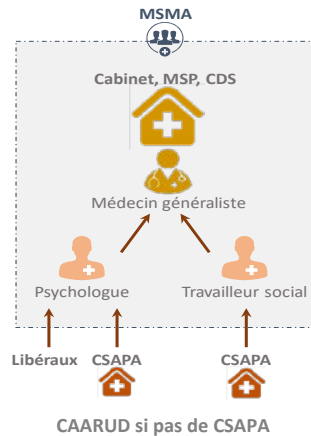 MSMA
Cabinet, MSP, CDS
Médecin généraliste
Psychologue Travailleur social
Libéraux CSAPA CSAPA
CAARUD si pas de CSAPA